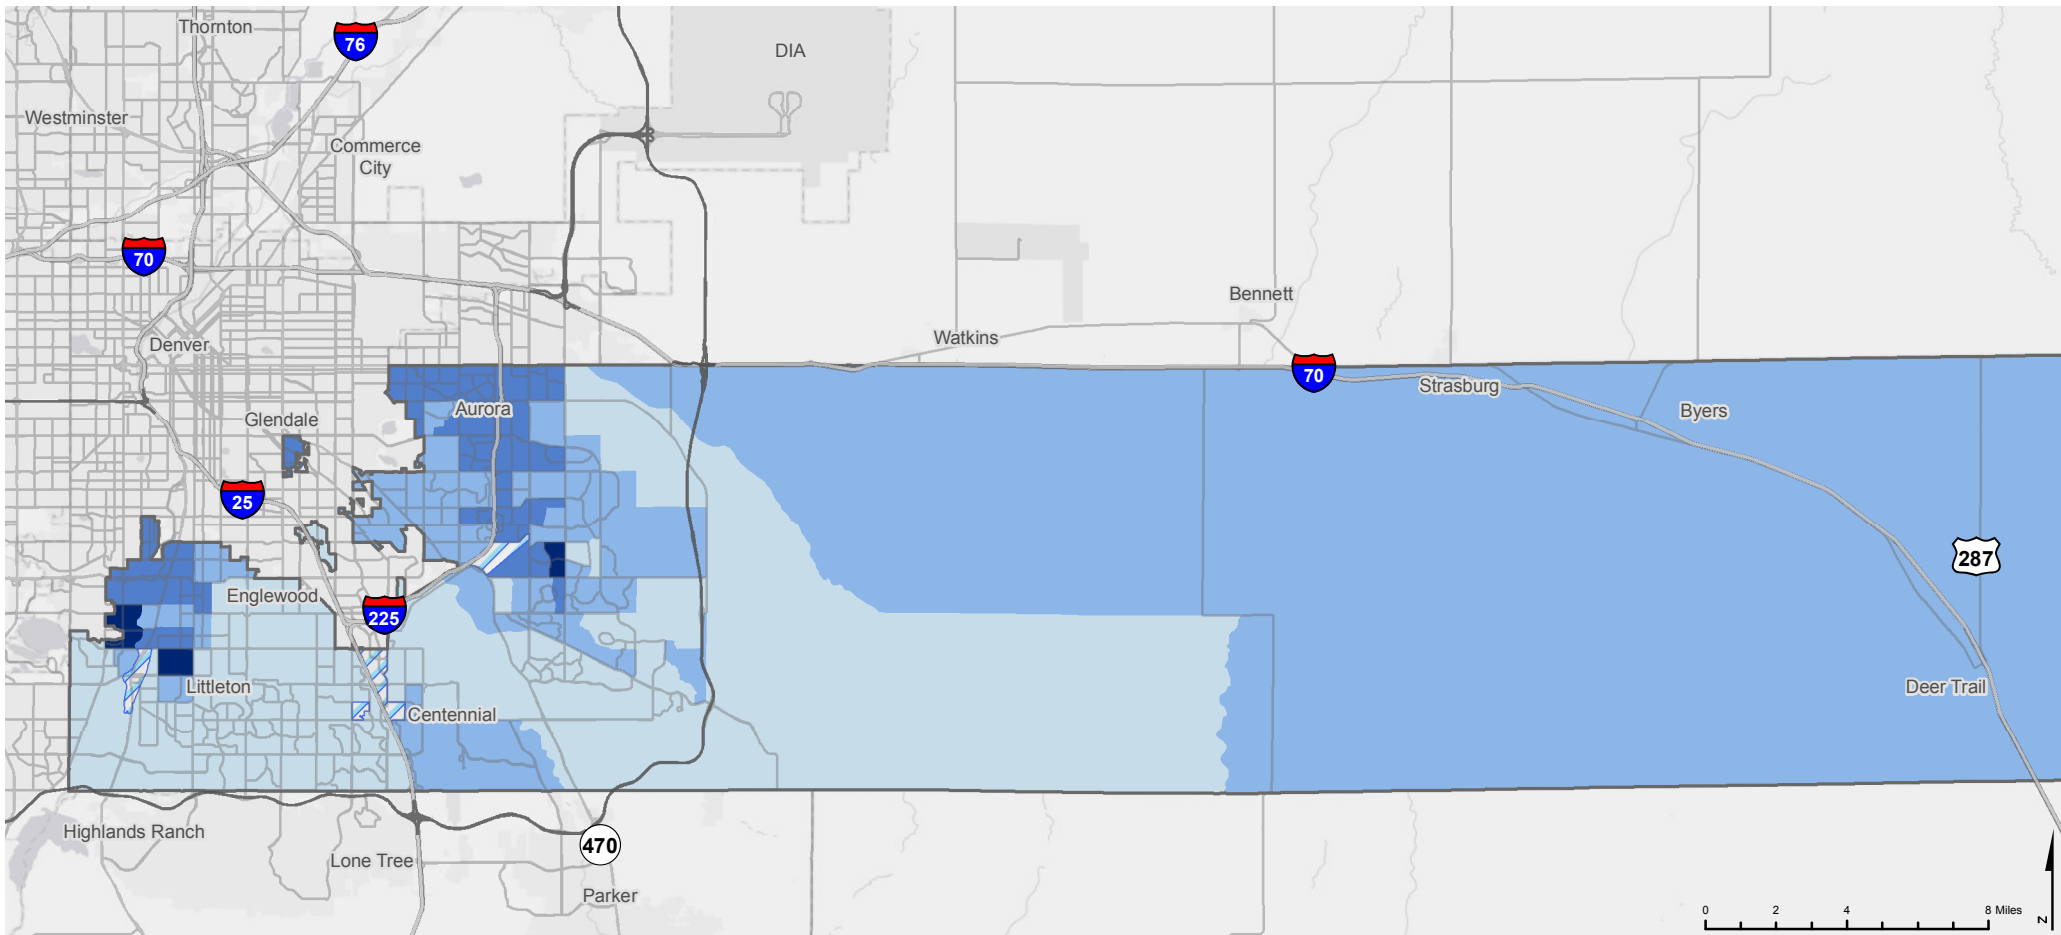 Thornton
76
DIA
Westminster
Commerce
City
70
Bennett
Watkins
Denver
70
Strasburg
Aurora
Byers
Glendale
25
287
Englewood
225
Littleton
Deer Trail
Centennial
Highlands Ranch
470
Lone Tree
Parker
0 2 4 8 Miles
N